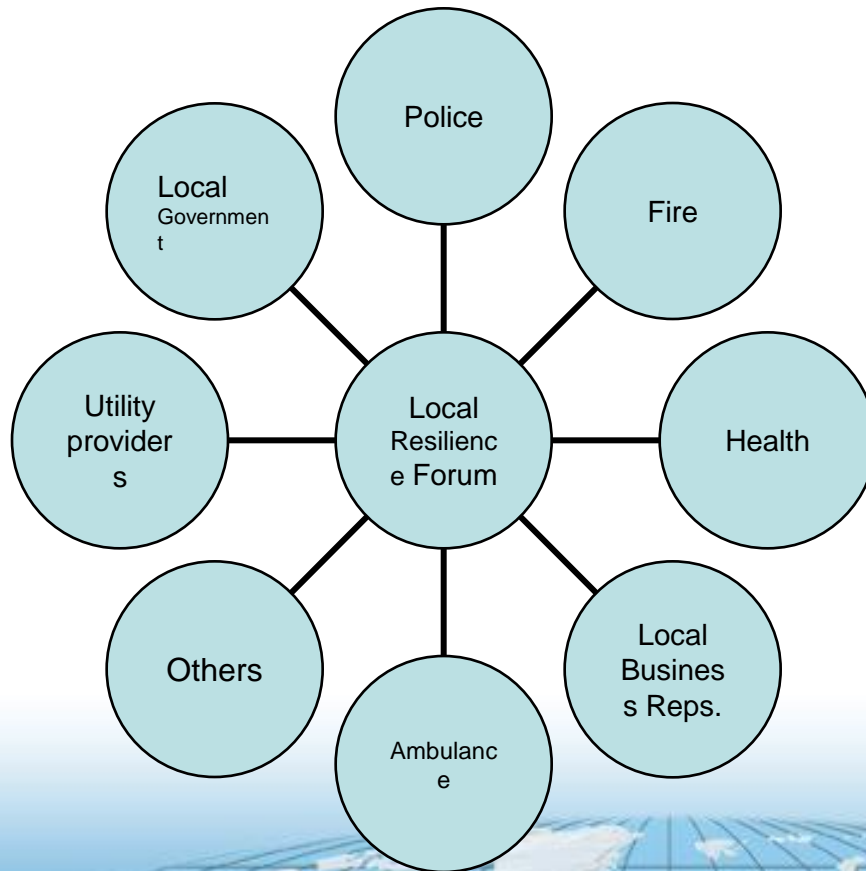 Police
Local
Governmen
t
Fire
Utility
provider
s
Local
Resilienc
e Forum
Health
Others
Local
Busines
s Reps.
Ambulanc
e